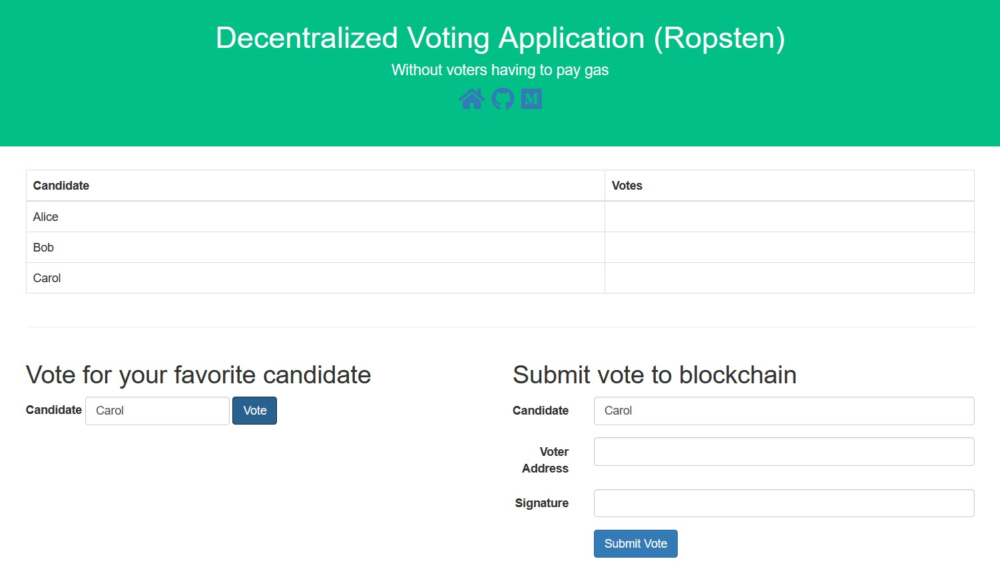 Decentralized Voting Application (Ropsten)
Without voters having to pay gas
M
Candidate Votes
Alice
Bob
Carol
Vote for your favorite candidate
Candidate Carol Vote
Submit vote to blockchain
Candidate Carol
Voter
Address
Signature
Submit Vote